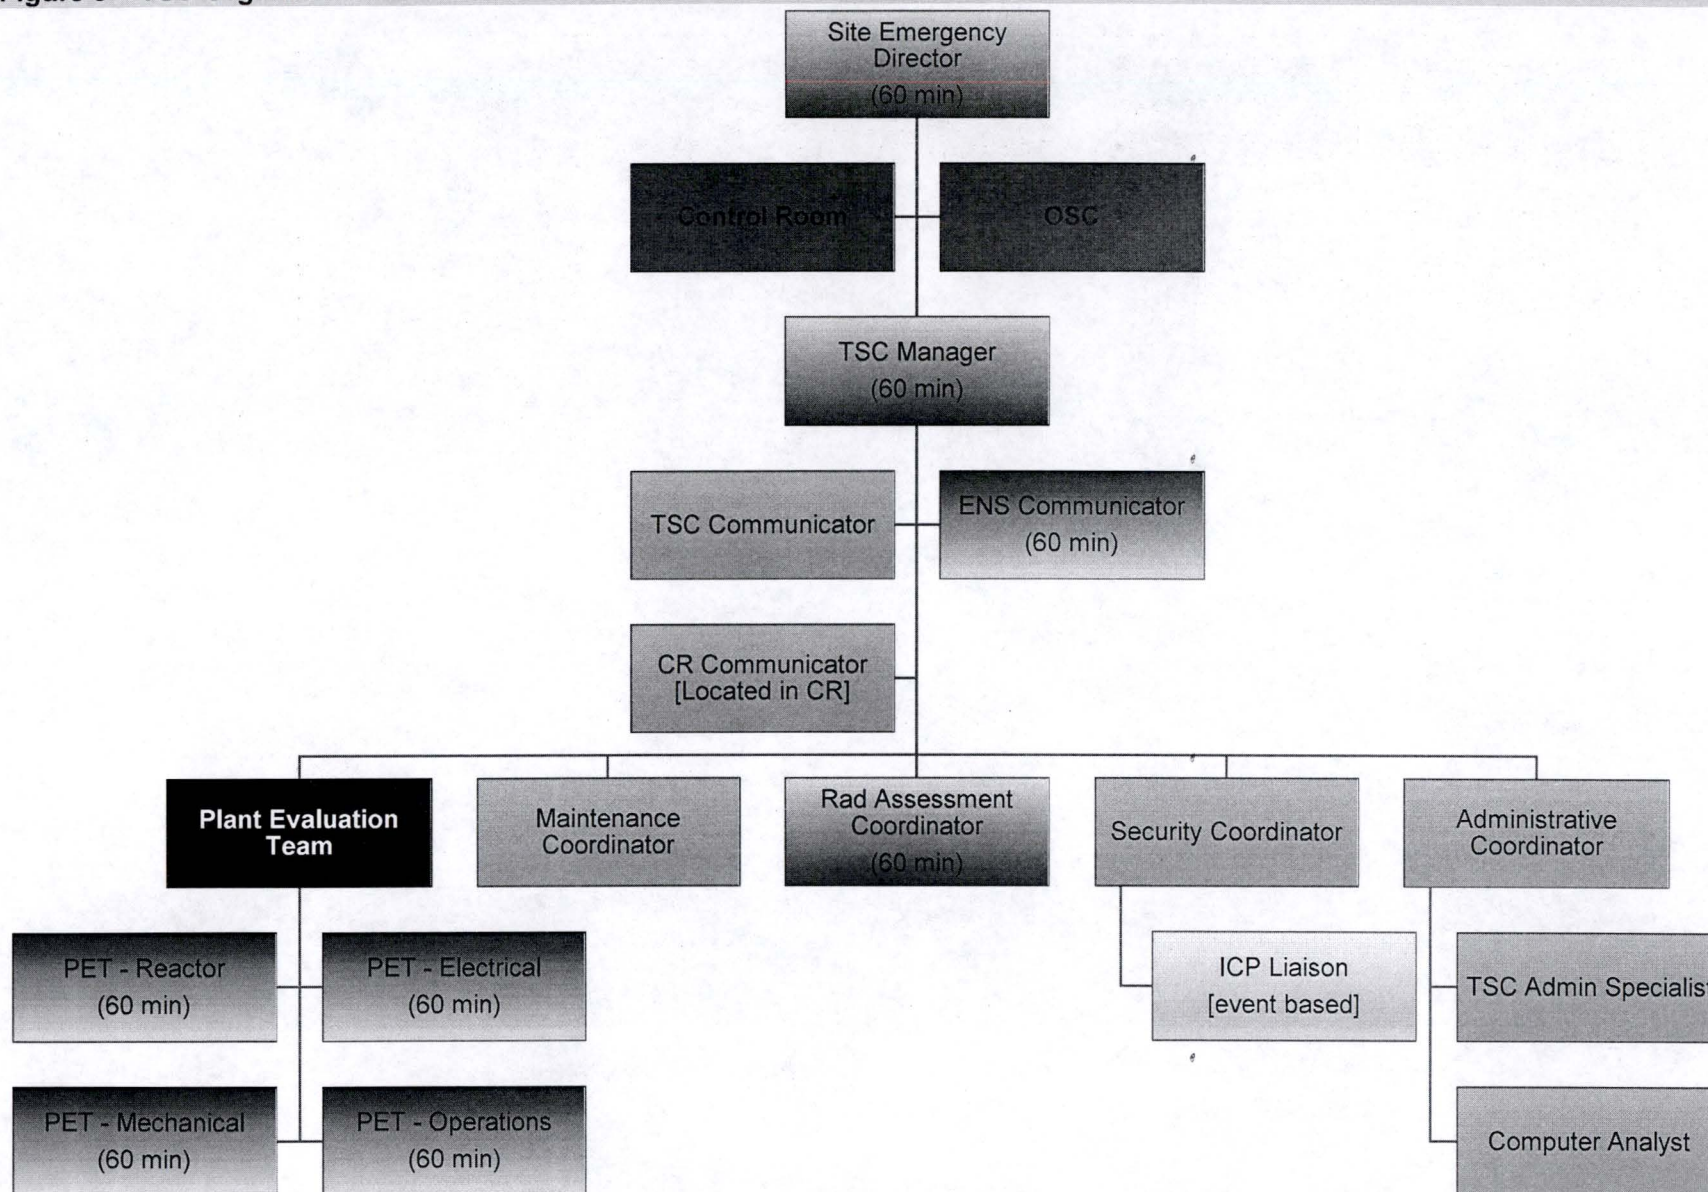 Site Emergency
Director
(60 min)
Control Room
OSC
TSC Manager
(60 min)
TSC Communicator
ENS Communicator
(60 min)
CR Communicator
[Located in CR]
Plant Evaluation
Team
Maintenance
Coordinator
Rad Assessment
Coordinator
(60 min)
Security Coordinator
Administrative
Coordinator
PET - Reactor
(60 min)
PET - Electrical
(60 min)
ICP Liaison
[event based]
TSC Admin Specialist
PET - Mechanical
(60 min)
PET - Operations
(60 min)
Computer Analyst